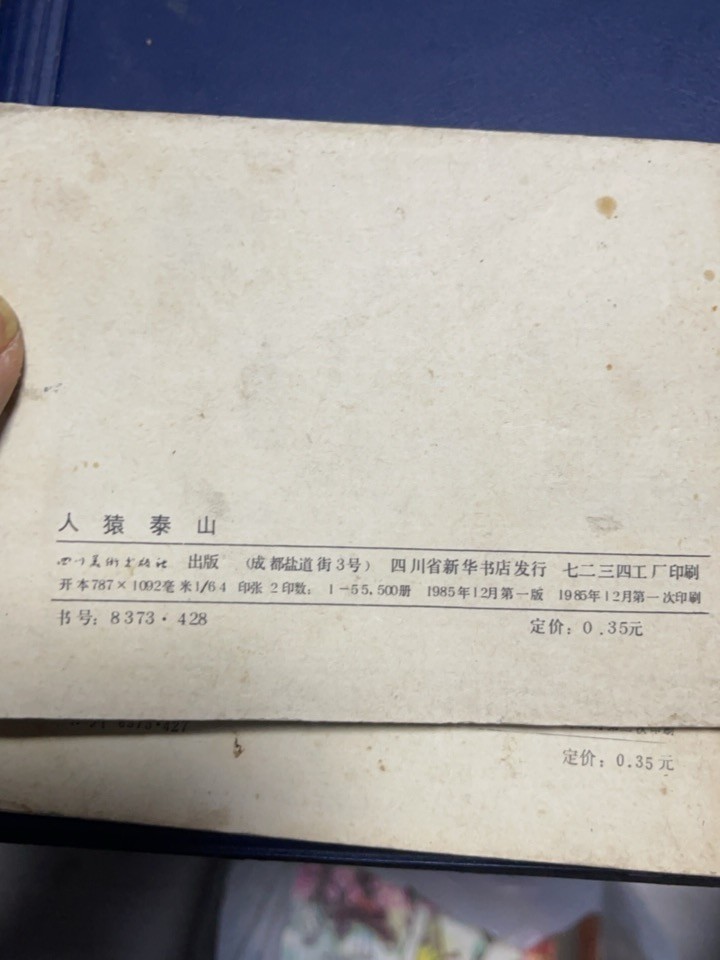 人猿泰山
四川美術出版社 出版 (成都盐道街3号) 四川省新华书店发行 七二三四工厂印刷
开本787×1092毫米1/64 印张 2 印数: 1-55.500册 1985年12月第一版 1985年12月第一次印刷
书号: 8373·428 定价: 0.35元
8373·427
定价: 0.35元